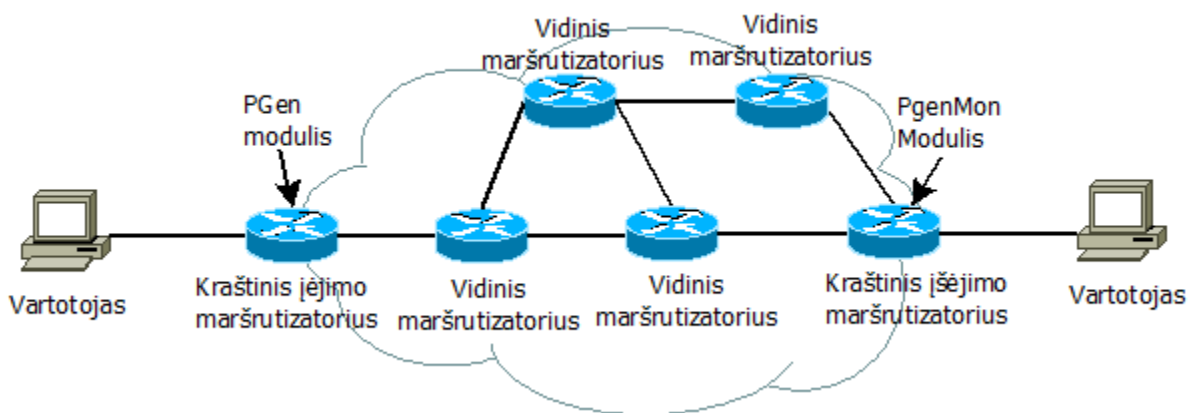 Vidinis
maršrutizatorius
Vidinis
maršrutizatorius
PGen
modulis
PgenMon
Modulis
Vartotojas
Kraštinis įėjimo
maršrutizatorius
Vidinis
maršrutizatorius
Vidinis
maršrutizatorius
Kraštinis įšėjimo
maršrutizatorius
Vartotojas